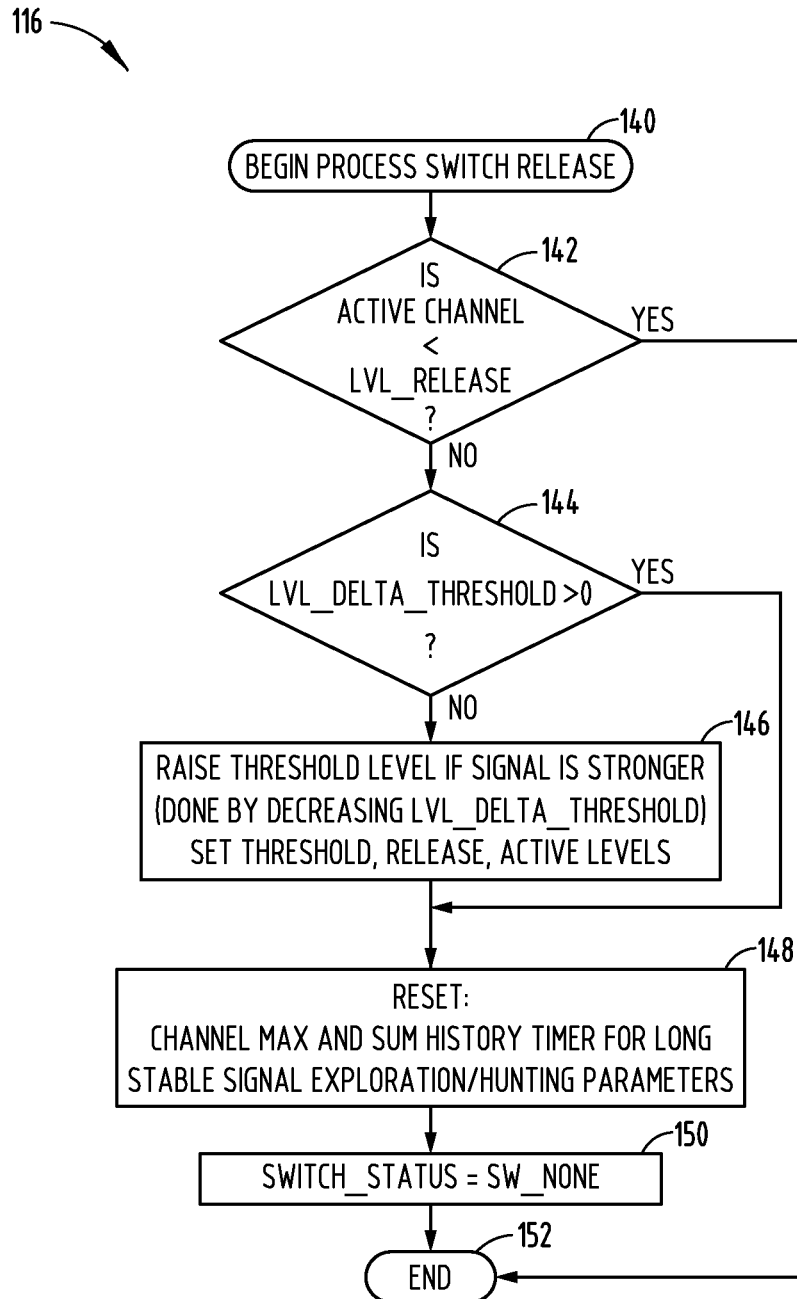 116
140
BEGIN PROCESS SWITCH RELEASE
142
IS
ACTIVE CHANNEL
<
LVL_RELEASE
?
YES
NO
144
IS
LVL_DELTA_THRESHOLD >0
?
YES
NO
146
RAISE THRESHOLD LEVEL IF SIGNAL IS STRONGER
(DONE BY DECREASING LVL_DELTA_THRESHOLD)
SET THRESHOLD, RELEASE, ACTIVE LEVELS
148
RESET:
CHANNEL MAX AND SUM HISTORY TIMER FOR LONG
STABLE SIGNAL EXPLORATION/HUNTING PARAMETERS
150
SWITCH_STATUS = SW_NONE
152
END